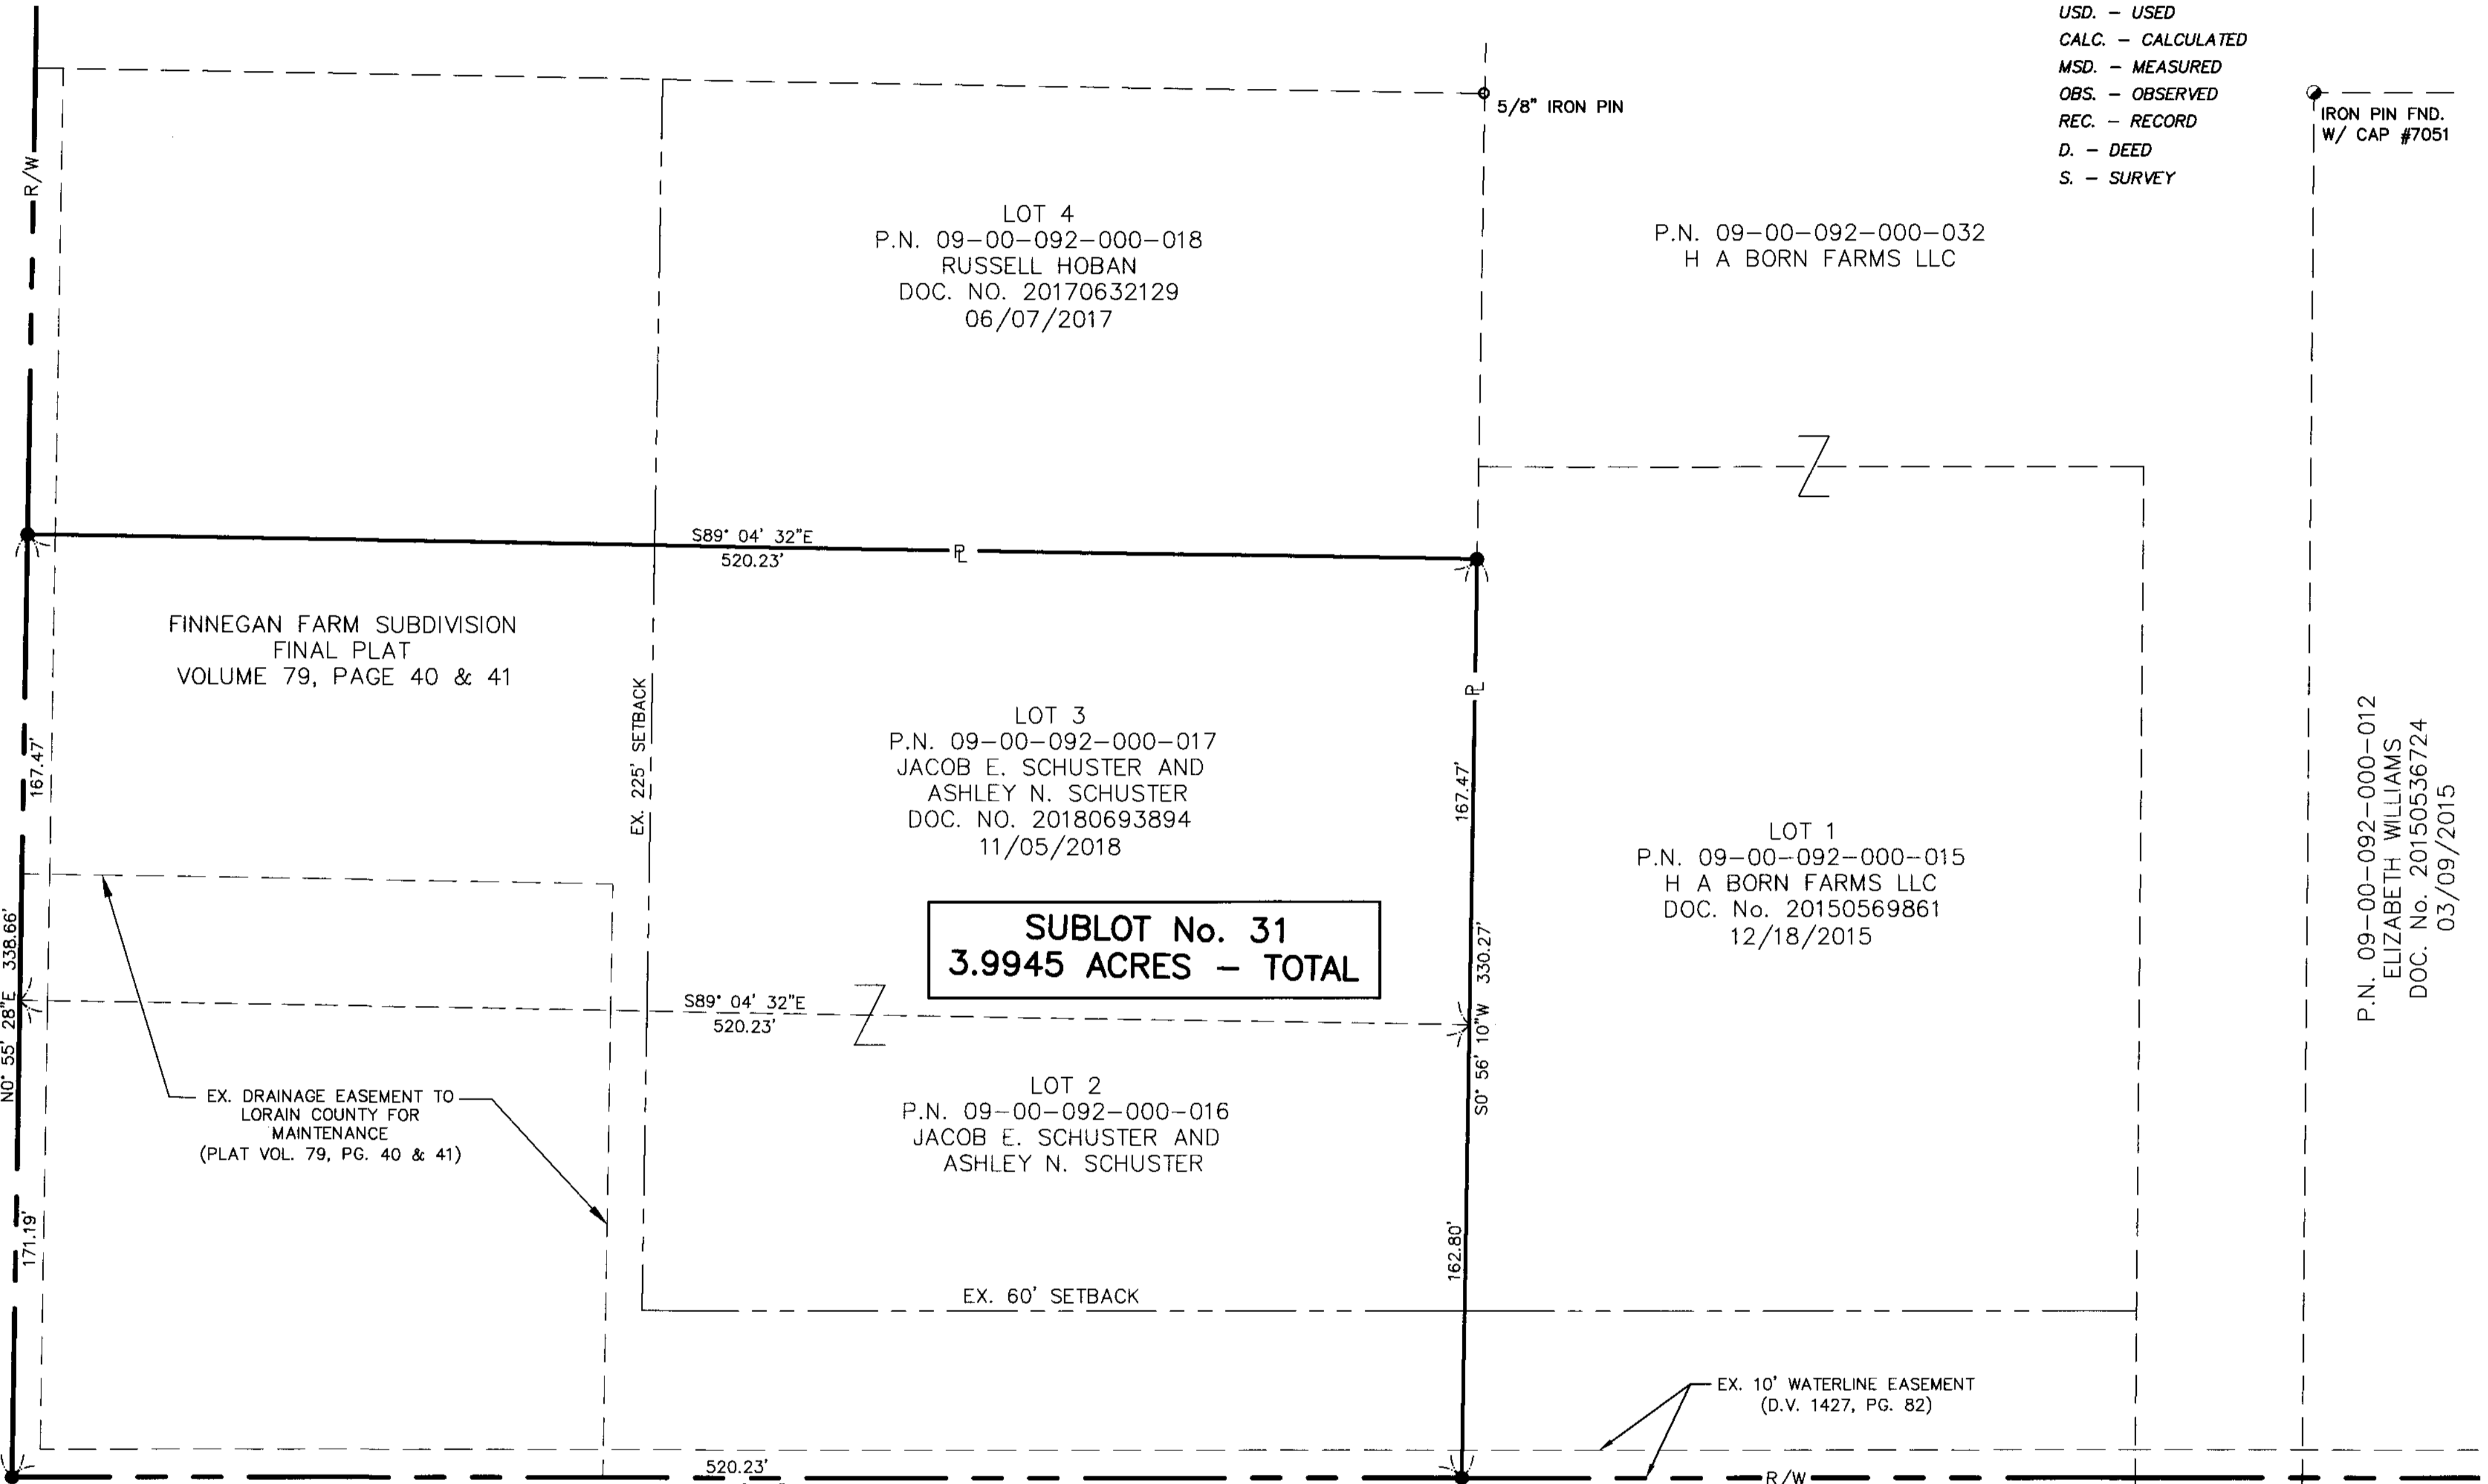 USD. – USED
CALC. – CALCULATED
MSD. – MEASURED
OBS. – OBSERVED
REC. – RECORD
D. – DEED
S. – SURVEY
5/8" IRON PIN
IRON PIN FND.
W/ CAP #7051
R/W
LOT 4
P.N. 09-00-092-000-018
RUSSELL HOBAN
DOC. NO. 20170632129
06/07/2017
P.N. 09-00-092-000-032
H A BORN FARMS LLC
S89° 04' 32"E
520.23'
PL
FINNEGAN FARM SUBDIVISION
FINAL PLAT
VOLUME 79, PAGE 40 & 41
167.47'
EX. 225' SETBACK
LOT 3
P.N. 09-00-092-000-017
JACOB E. SCHUSTER AND
ASHLEY N. SCHUSTER
DOC. NO. 20180693894
11/05/2018
PL
167.47'
LOT 1
P.N. 09-00-092-000-015
H A BORN FARMS LLC
DOC. No. 20150569861
12/18/2015
P.N. 09-00-092-000-012
ELIZABETH WILLIAMS
DOC. No. 20150536724
03/09/2015
SUBLOT No. 31
3.9945 ACRES – TOTAL
N0° 55' 28"E 338.66'
S89° 04' 32"E
520.23'
S0° 56' 10"W 330.27'
EX. DRAINAGE EASEMENT TO
LORAIN COUNTY FOR
MAINTENANCE
(PLAT VOL. 79, PG. 40 & 41)
LOT 2
P.N. 09-00-092-000-016
JACOB E. SCHUSTER AND
ASHLEY N. SCHUSTER
171.19'
162.80'
EX. 60' SETBACK
EX. 10' WATERLINE EASEMENT
(D.V. 1427, PG. 82)
520.23'
R/W